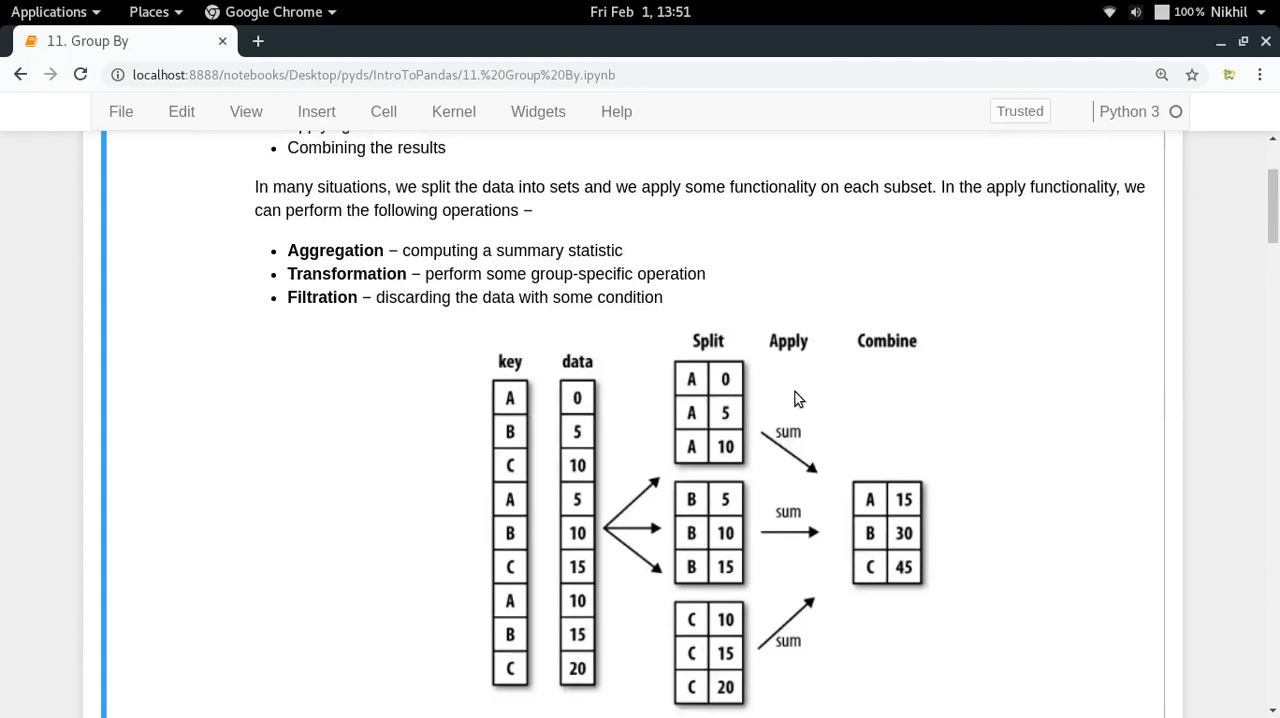 Applications Places Google Chrome Fri Feb 1, 13:51 100% Nikhil
11. Group By
localhost:8888/notebooks/Desktop/pyds/IntroToPandas/11.%20Group%20By.ipynb
File Edit View Insert Cell Kernel Widgets Help Trusted Python 3
Combining the results
In many situations, we split the data into sets and we apply some functionality on each subset. In the apply functionality, we
can perform the following operations −
Aggregation − computing a summary statistic
Transformation − perform some group-specific operation
Filtration − discarding the data with some condition
key data Split Apply Combine
A 0
B 5
C 10
A 5
B 10
C 15
A 10
B 15
C 20
A 0
A 5
A 10
B 5
B 10
B 15
C 10
C 15
C 20
sum
sum
sum
A 15
B 30
C 45